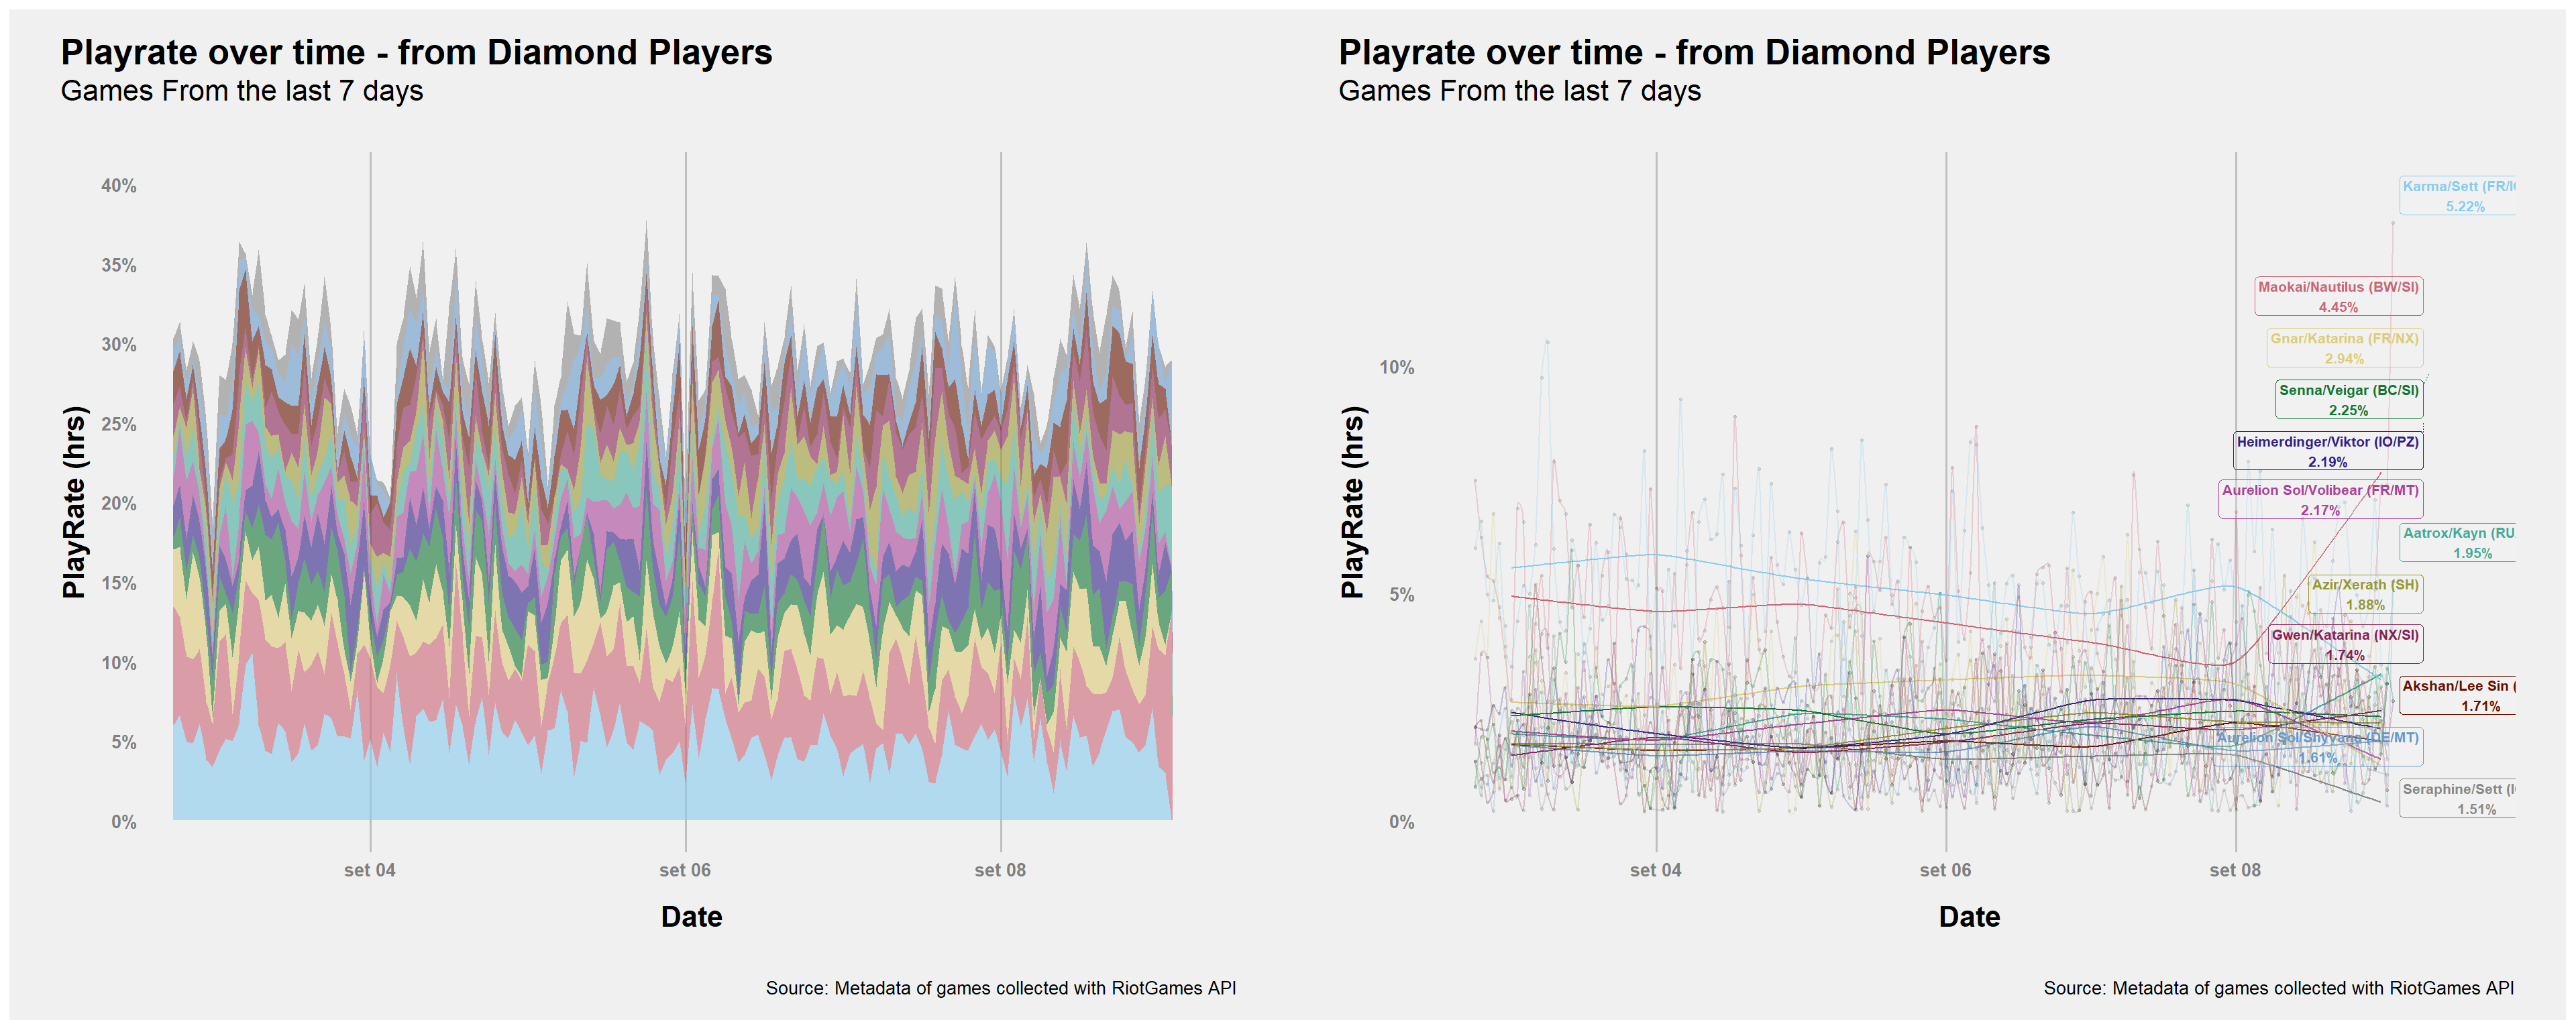 Playrate over time - from Diamond Players
Games From the last 7 days
40%
35%
30%
25%
20%
15%
10%
5%
0%
PlayRate (hrs)
set 04
set 06
set 08
Date
Source: Metadata of games collected with RiotGames API
Playrate over time - from Diamond Players
Games From the last 7 days
10%
5%
0%
PlayRate (hrs)
set 04
set 06
set 08
Date
Karma/Sett (FR/I
5.22%
Maokai/Nautilus (BW/SI)
4.45%
Gnar/Katarina (FR/NX)
2.94%
Senna/Veigar (BC/SI)
2.25%
Heimerdinger/Viktor (IO/PZ)
2.19%
Aurelion Sol/Volibear (FR/MT)
2.17%
Aatrox/Kayn (RU
1.95%
Azir/Xerath (SH)
1.88%
Gwen/Katarina (NX/SI)
1.74%
Akshan/Lee Sin (
1.71%
Aurelion Sol/Shyvana (DE/MT)
1.61%
Seraphine/Sett (I
1.51%
Source: Metadata of games collected with RiotGames API